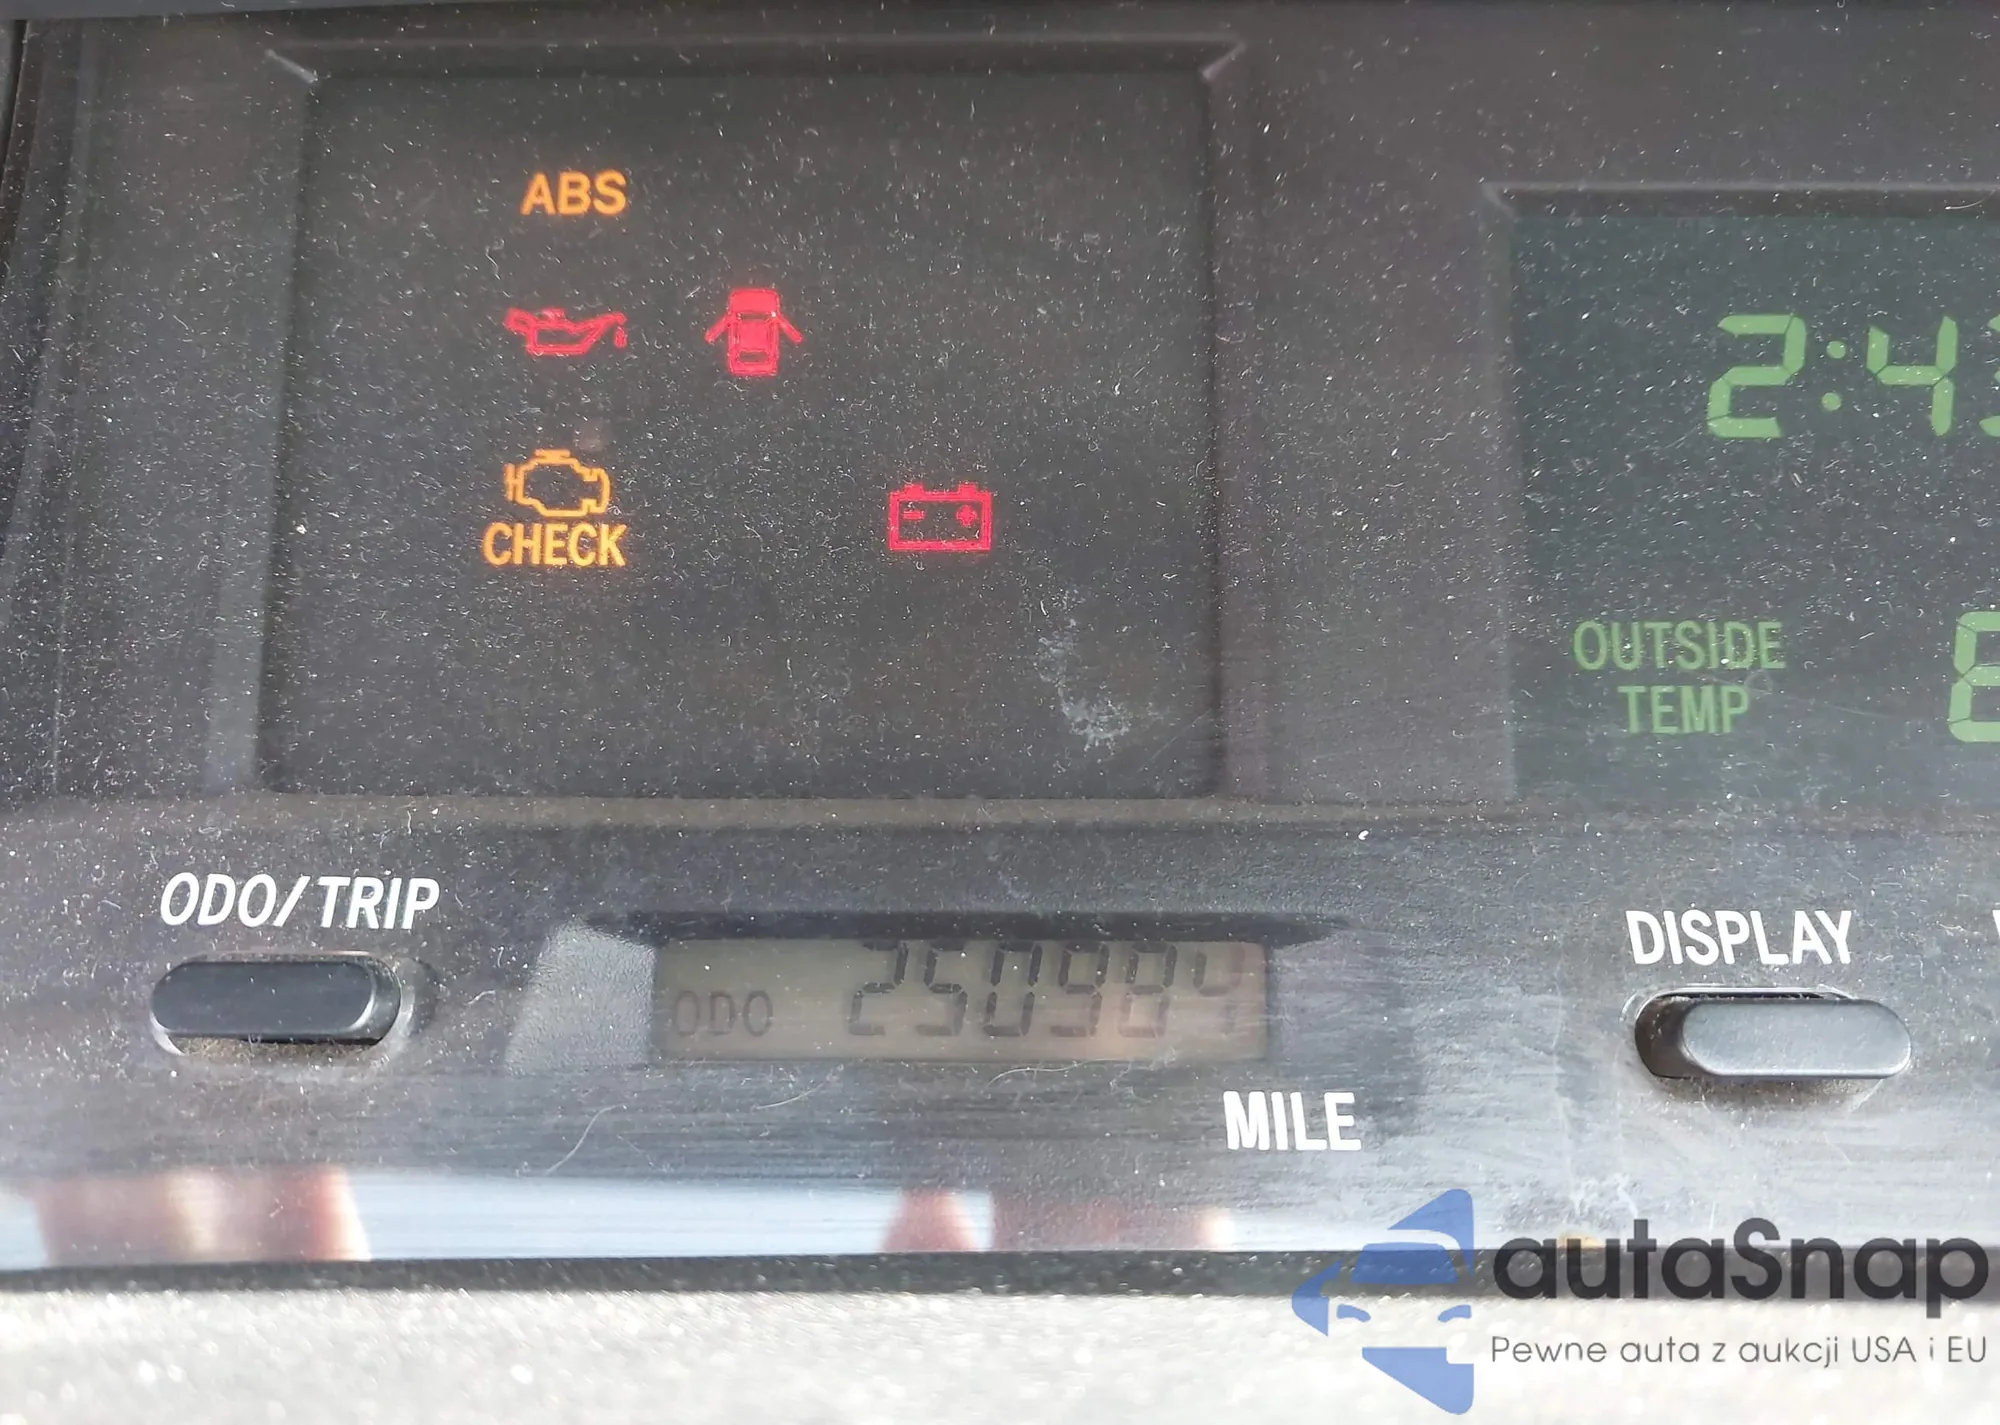 ABS
2:43
CHECK
OUTSIDE
TEMP
ODO/TRIP
DISPLAY
ODO 250984
MILE
autaSnap
Pewne auta z aukcji USA i EU